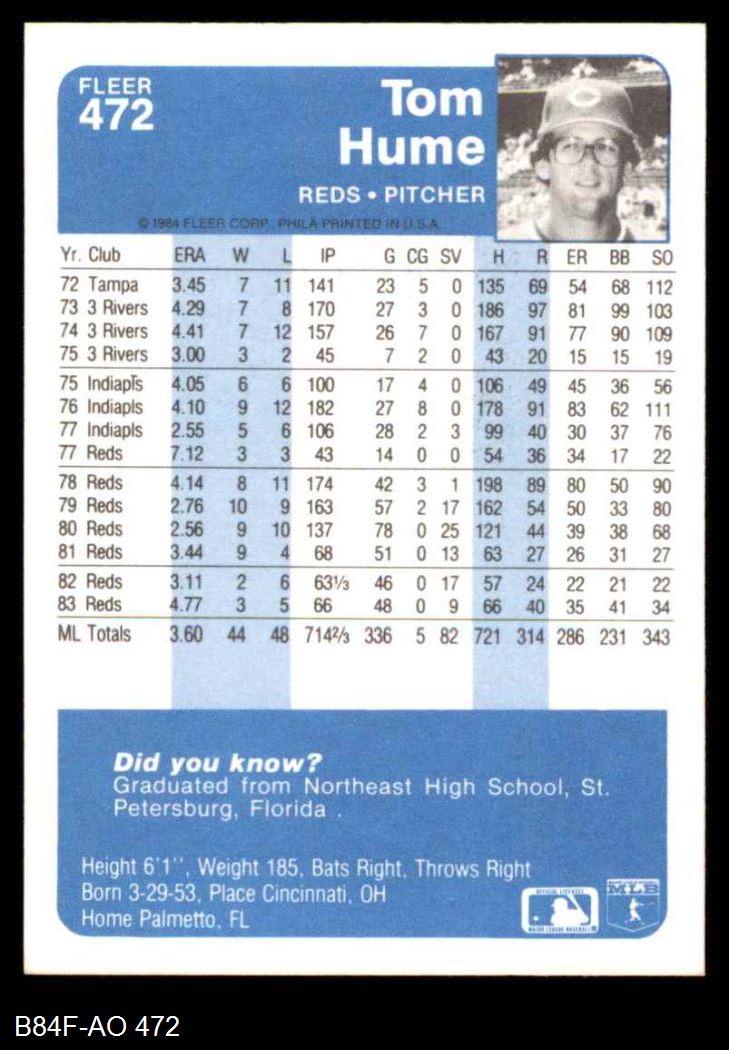 FLEER
472
Tom
Hume
REDS • PITCHER
© 1984 FLEER CORP. PHILA PRINTED IN U.S.A.
Yr. Club ERA W L IP G CG SV H R ER BB SO
72 Tampa 3.45 7 11 141 23 5 0 135 69 54 68 112
73 3 Rivers 4.29 7 8 170 27 3 0 186 97 81 99 103
74 3 Rivers 4.41 7 12 157 26 7 0 167 91 77 90 109
75 3 Rivers 3.00 3 2 45 7 2 0 43 20 15 15 19
75 Indiapls 4.05 6 6 100 17 4 0 106 49 45 36 56
76 Indiapls 4.10 9 12 182 27 8 0 178 91 83 62 111
77 Indiapls 2.55 5 6 106 28 2 3 99 40 30 37 76
77 Reds 7.12 3 3 43 14 0 0 54 36 34 17 22
78 Reds 4.14 8 11 174 42 3 1 198 89 80 50 90
79 Reds 2.76 10 9 163 57 2 17 162 54 50 33 80
80 Reds 2.56 9 10 137 78 0 25 121 44 39 38 68
81 Reds 3.44 9 4 68 51 0 13 63 27 26 31 27
82 Reds 3.11 2 6 63⅓ 46 0 17 57 24 22 21 22
83 Reds 4.77 3 5 66 48 0 9 66 40 35 41 34
ML Totals 3.60 44 48 714⅔ 336 5 82 721 314 286 231 343
Did you know?
Graduated from Northeast High School, St.
Petersburg, Florida .
Height 6'1'', Weight 185, Bats Right, Throws Right
Born 3-29-53, Place Cincinnati, OH
Home Palmetto, FL
OFFICIAL LICENSEE
MAJOR LEAGUE BASEBALL
MLB
B84F-AO 472